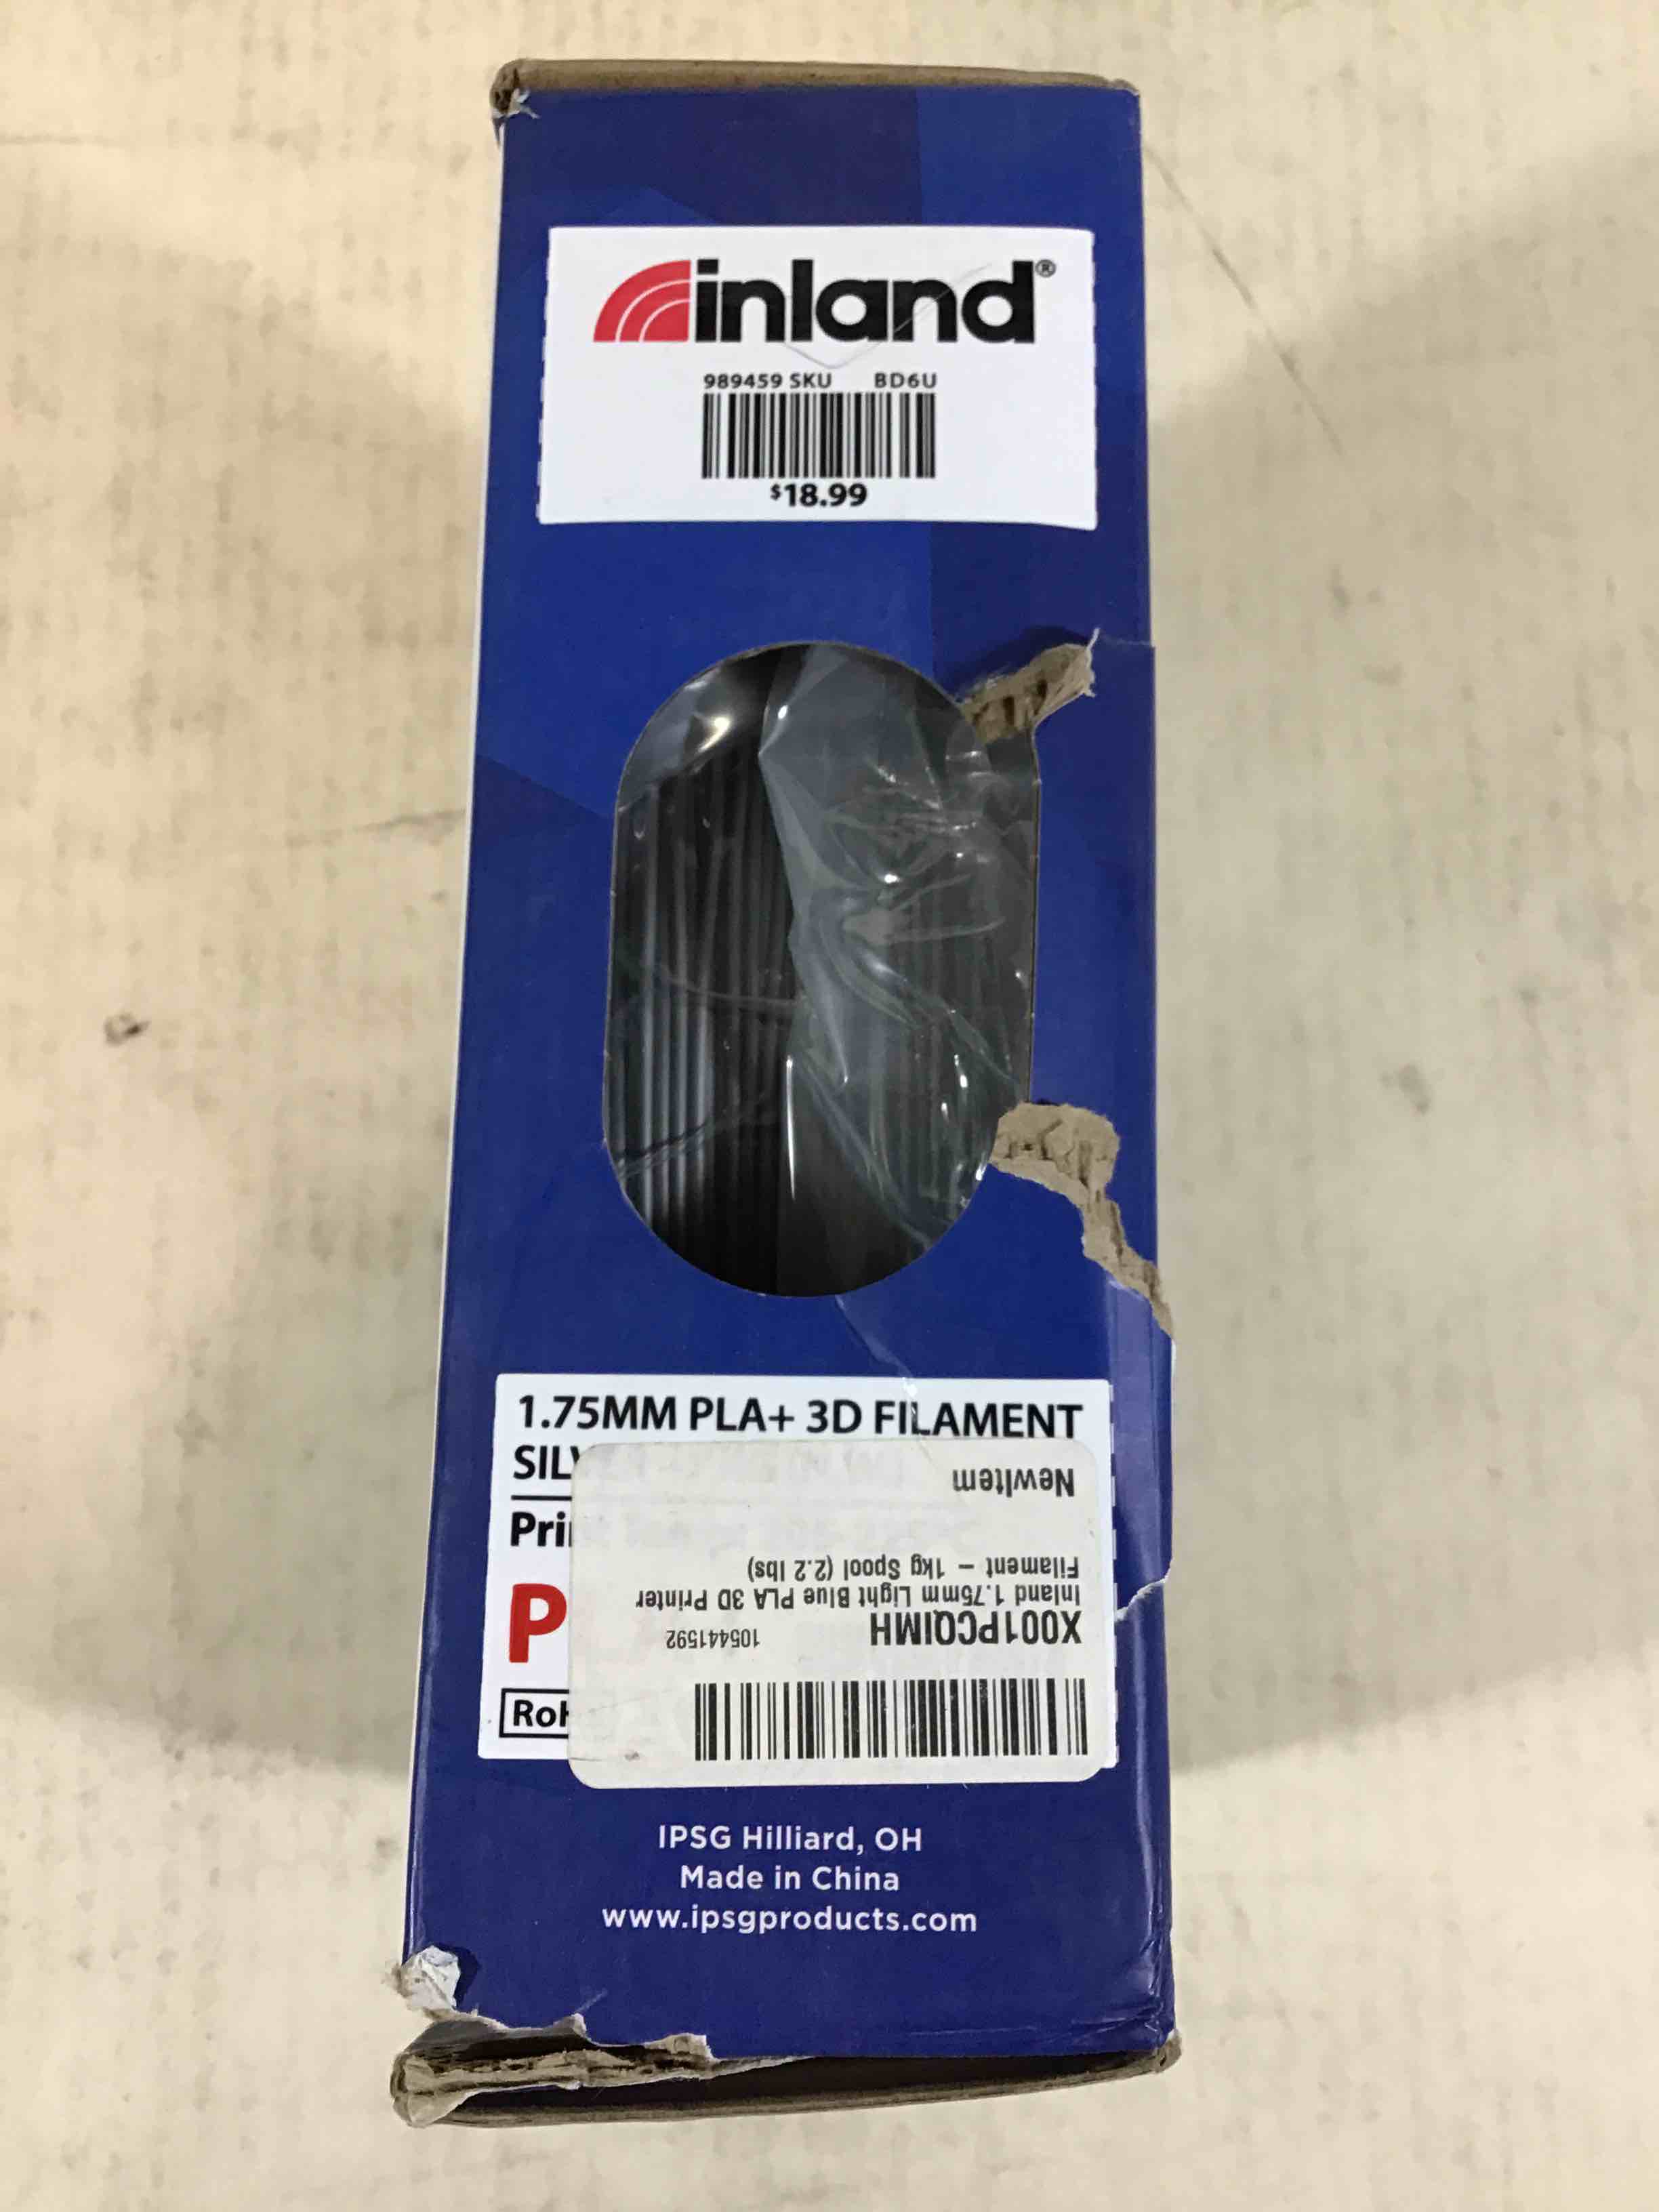 inland®
989459 SKU BD6U
$18.99
1.75MM PLA+ 3D FILAMENT
SIL
Pri
P
RoH
NewItem
Filament – 1kg Spool (2.2 lbs)
Inland 1.75mm Light Blue PLA 3D Printer
X001PCQIMH 105441592
IPSG Hilliard, OH
Made in China
www.ipsgproducts.com